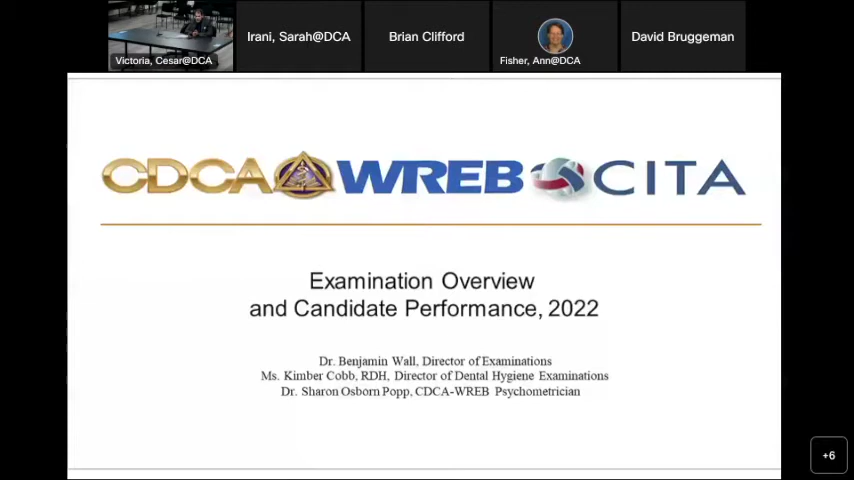 Victoria, Cesar@DCA
Irani, Sarah@DCA
Brian Clifford
Fisher, Ann@DCA
David Bruggeman
CDCA WREB CITA
Examination Overview
and Candidate Performance, 2022
Dr. Benjamin Wall, Director of Examinations
Ms. Kimber Cobb, RDH, Director of Dental Hygiene Examinations
Dr. Sharon Osborn Popp, CDCA-WREB Psychometrician
+6